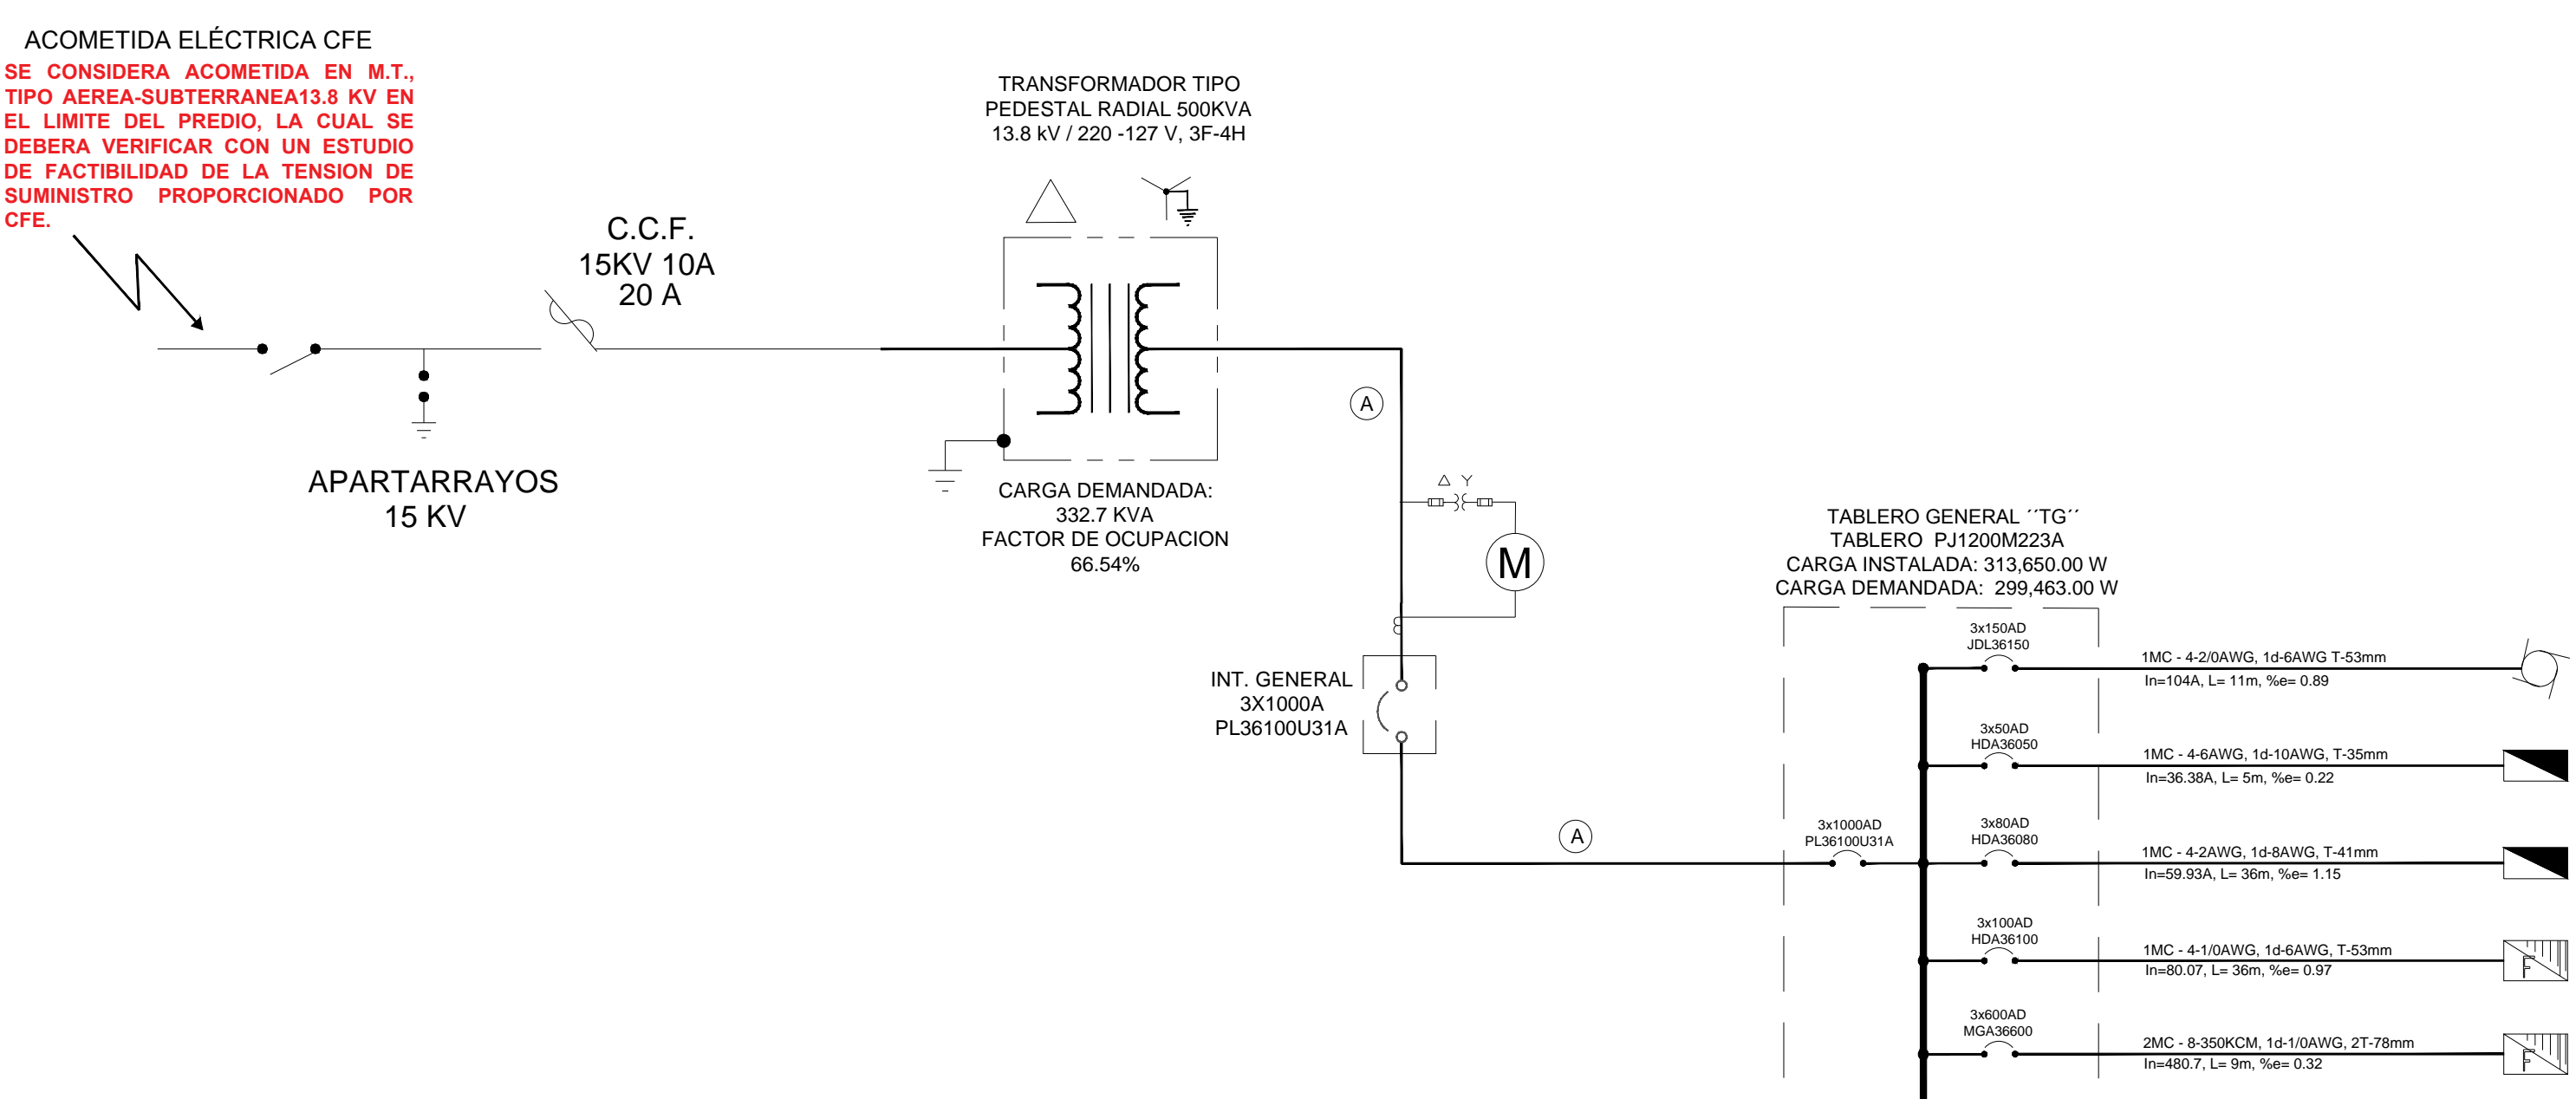 ACOMETIDA ELÉCTRICA CFE
SE CONSIDERA ACOMETIDA EN M.T.,
TIPO AEREA-SUBTERRANEA13.8 KV EN
EL LIMITE DEL PREDIO, LA CUAL SE
DEBERA VERIFICAR CON UN ESTUDIO
DE FACTIBILIDAD DE LA TENSION DE
SUMINISTRO PROPORCIONADO POR
CFE.
C.C.F.
15KV 10A
20 A
APARTARRAYOS
15 KV
TRANSFORMADOR TIPO
PEDESTAL RADIAL 500KVA
13.8 kV / 220 -127 V, 3F-4H
CARGA DEMANDADA:
332.7 KVA
FACTOR DE OCUPACION
66.54%
A
M
INT. GENERAL
3X1000A
PL36100U31A
A
TABLERO GENERAL ´´TG´´
TABLERO PJ1200M223A
CARGA INSTALADA: 313,650.00 W
CARGA DEMANDADA: 299,463.00 W
3x1000AD
PL36100U31A
3x150AD
JDL36150
1MC - 4-2/0AWG, 1d-6AWG T-53mm
In=104A, L= 11m, %e= 0.89
3x50AD
HDA36050
1MC - 4-6AWG, 1d-10AWG, T-35mm
In=36.38A, L= 5m, %e= 0.22
3x80AD
HDA36080
1MC - 4-2AWG, 1d-8AWG, T-41mm
In=59.93A, L= 36m, %e= 1.15
3x100AD
HDA36100
1MC - 4-1/0AWG, 1d-6AWG, T-53mm
In=80.07, L= 36m, %e= 0.97
F
3x600AD
MGA36600
2MC - 8-350KCM, 1d-1/0AWG, 2T-78mm
In=480.7, L= 9m, %e= 0.32
F